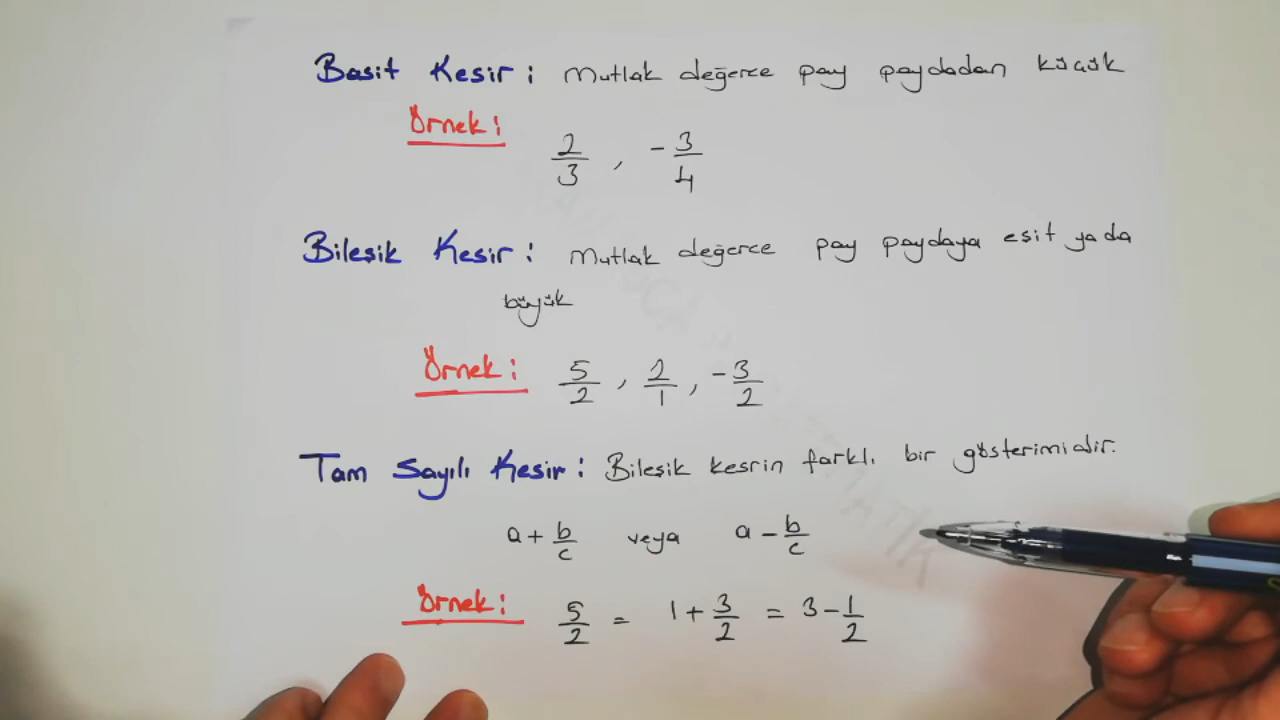 Basit Kesir : Mutlak değerce pay paydadan küçük
Örnek :
2/3 , -3/4
Bileşik Kesir : Mutlak değerce pay paydaya eşit yada
büyük
Örnek : 5/2 , 2/1 , -3/2
Tam Sayılı Kesir : Bileşik kesrin farklı bir gösterimidir.
a + b/c veya a - b/c
Örnek : 5/2 = 1 + 3/2 = 3 - 1/2